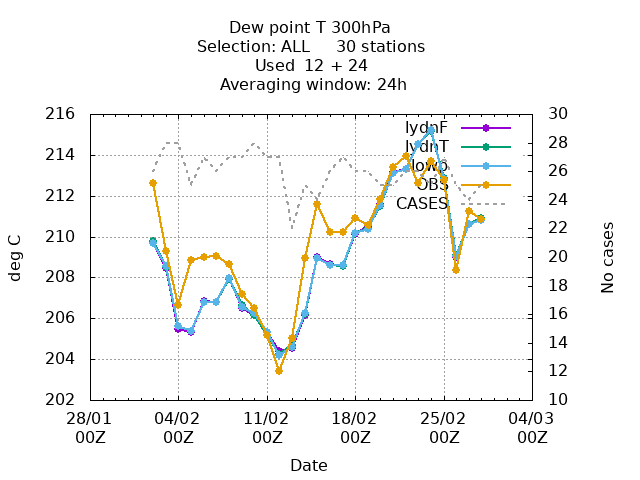 Dew point T 300hPa
Selection: ALL 30 stations
Used 12 + 24
Averaging window: 24h
216
214
212
210
208
206
204
202
deg C
30
28
26
24
22
20
18
16
14
12
10
No cases
lydnF
lydnT
OBS
CASES
28/01 04/02 11/02 18/02 25/02 04/03
00Z 00Z 00Z 00Z 00Z 00Z
Date